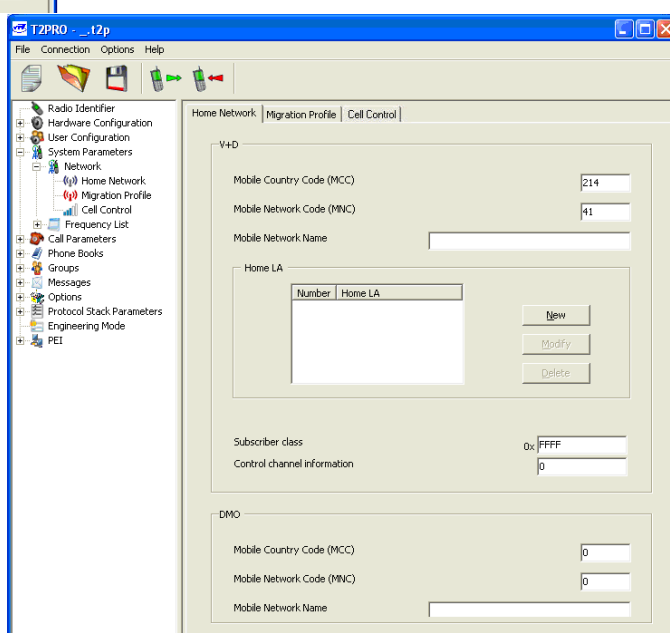 T2PRO - _.t2p
File Connection Options Help
Radio Identifier
Hardware Configuration
User Configuration
System Parameters
Network
Home Network
Migration Profile
Cell Control
Frequency List
Call Parameters
Phone Books
Groups
Messages
Options
Protocol Stack Parameters
Engineering Mode
PEI
Home Network Migration Profile Cell Control
V+D
Mobile Country Code (MCC) 214
Mobile Network Code (MNC) 41
Mobile Network Name
Home LA
Number Home LA
New
Modify
Delete
Subscriber class 0x FFFF
Control channel information 0
DMO
Mobile Country Code (MCC) 0
Mobile Network Code (MNC) 0
Mobile Network Name